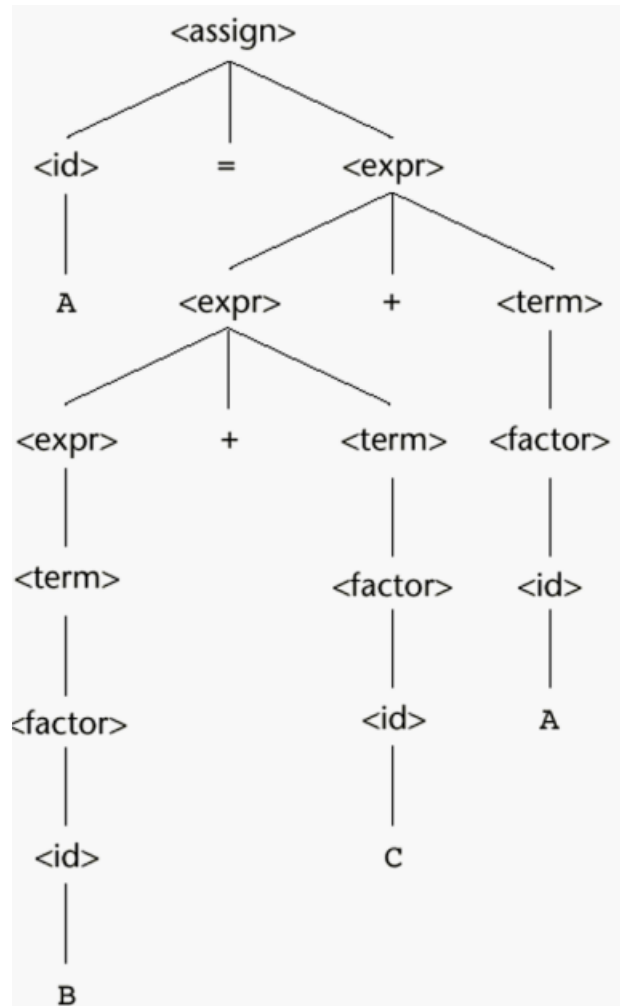 <assign>
<id> = <expr>
A <expr> + <term>
<expr> + <term> <factor>
<term> <factor> <id>
<factor> <id> A
<id> C
B